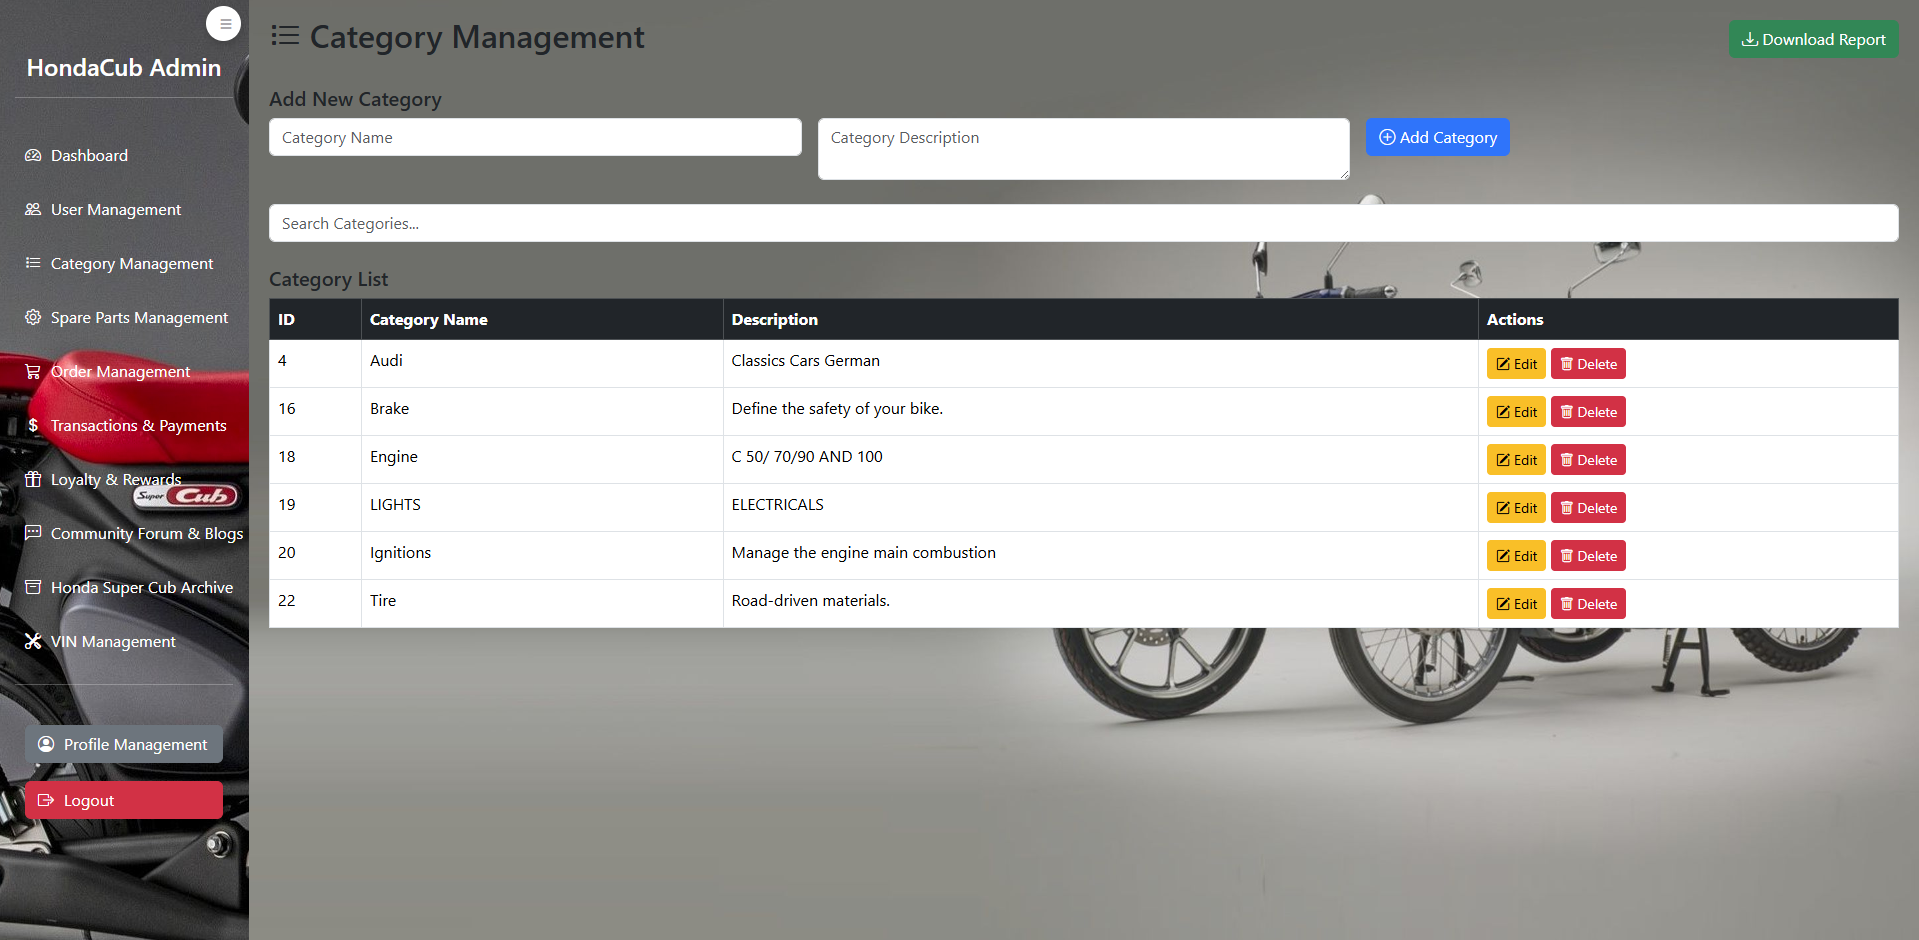 HondaCub Admin
Dashboard
User Management
Category Management
Spare Parts Management
Order Management
Transactions & Payments
Loyalty & Rewards
Super Cub
Community Forum & Blogs
Honda Super Cub Archive
VIN Management
Profile Management
Logout
Category Management
Download Report
Add New Category
Category Name
Category Description
Add Category
Search Categories...
Category List
ID Category Name Description Actions
4 Audi Classics Cars German Edit Delete
16 Brake Define the safety of your bike. Edit Delete
18 Engine C 50/ 70/90 AND 100 Edit Delete
19 LIGHTS ELECTRICALS Edit Delete
20 Ignitions Manage the engine main combustion Edit Delete
22 Tire Road-driven materials. Edit Delete